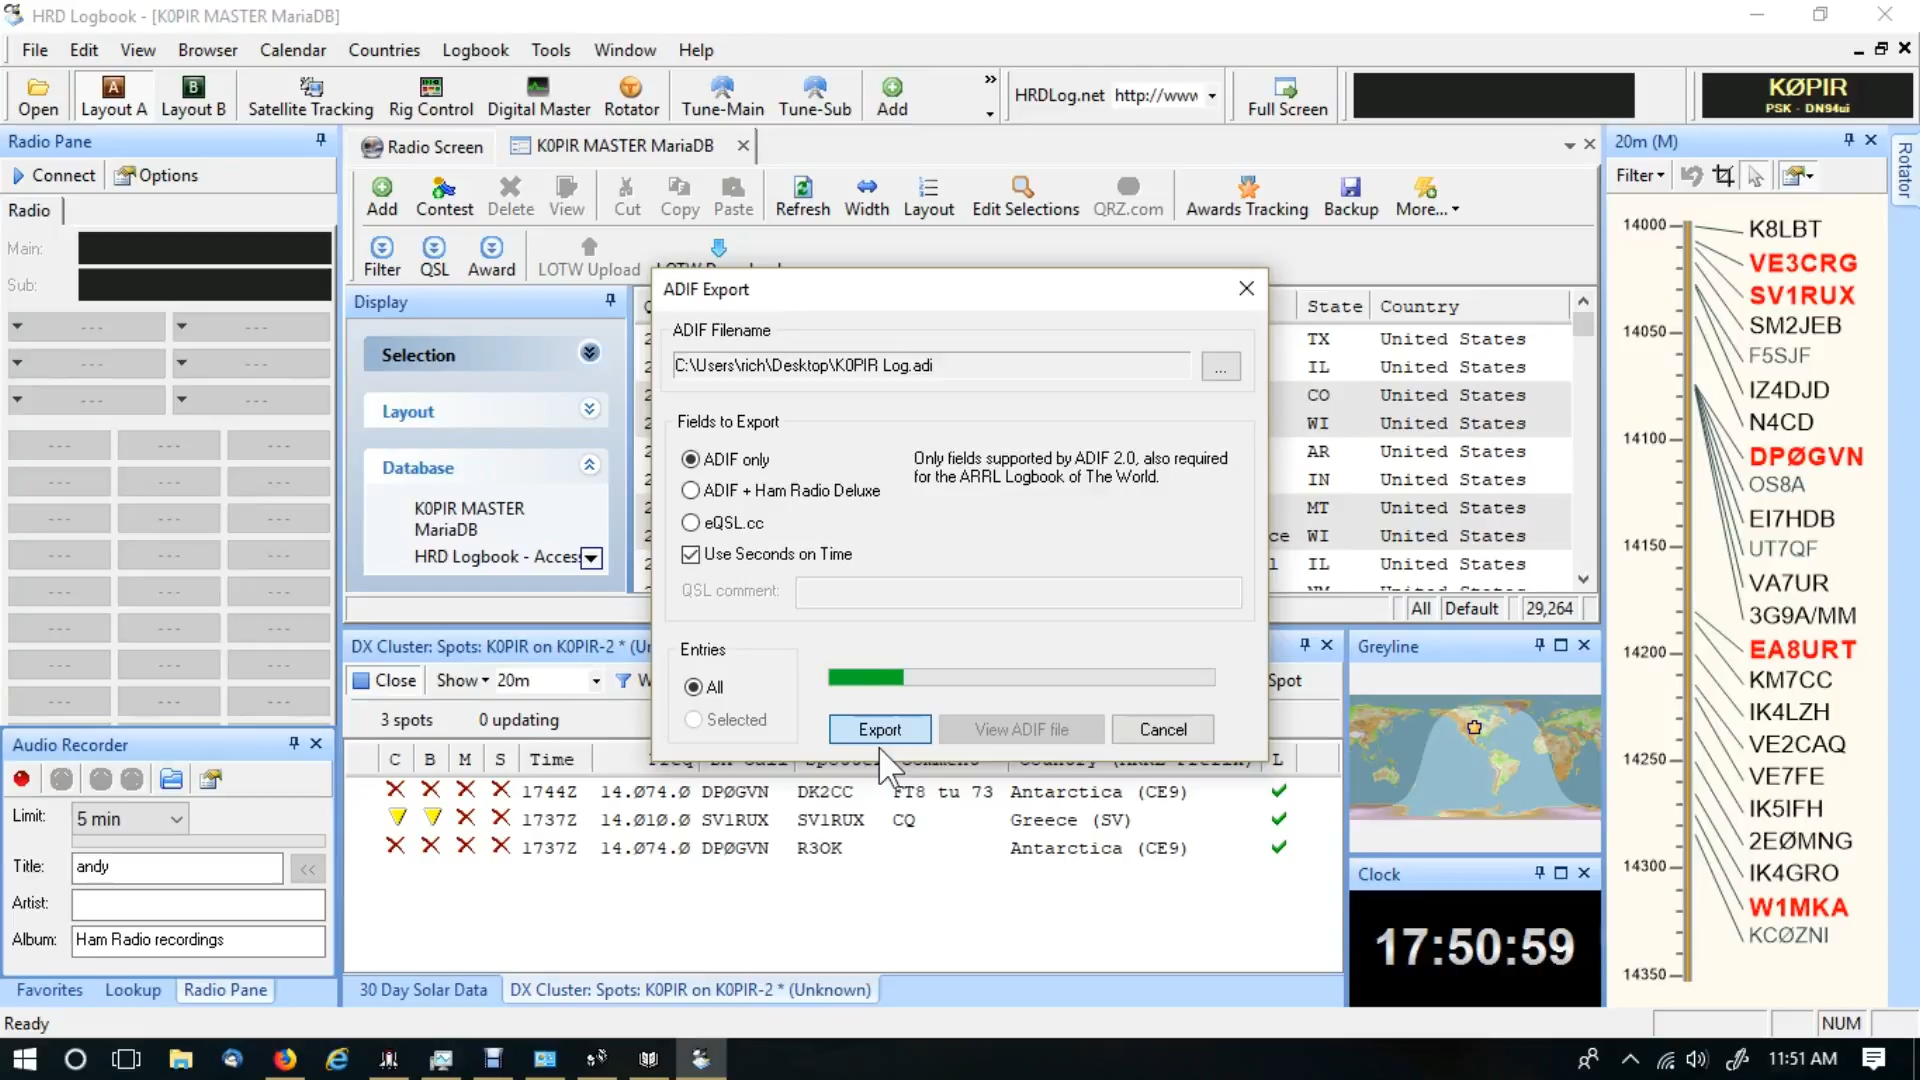 HRD Logbook - [K0PIR MASTER MariaDB]
File Edit View Browser Calendar Countries Logbook Tools Window Help
Open Layout A Layout B Satellite Tracking Rig Control Digital Master Rotator Tune-Main Tune-Sub Add HRDLog.net http://www Full Screen KØPIR
PSK - DN94ui
Radio Pane
Connect Options
Radio
Main:
Sub:
Radio Screen K0PIR MASTER MariaDB
Add Contest Delete View Cut Copy Paste Refresh Width Layout Edit Selections QRZ.com Awards Tracking Backup More...
Filter QSL Award LOTW Upload
Display
Selection
Layout
Database
K0PIR MASTER
MariaDB
HRD Logbook - Access
State Country
TX United States
IL United States
CO United States
WI United States
AR United States
IN United States
MT United States
ce WI United States
l IL United States
All Default 29,264
ADIF Export
ADIF Filename
C:\Users\rich\Desktop\K0PIR Log.adi
...
Fields to Export
ADIF only
ADIF + Ham Radio Deluxe
eQSL.cc
Use Seconds on Time
QSL comment:
Only fields supported by ADIF 2.0, also required
for the ARRL Logbook of The World.
Entries
All
Selected
Export View ADIF file Cancel
DX Cluster: Spots: K0PIR on K0PIR-2 * (Un
Close Show 20m W Spot
3 spots 0 updating
C B M S Time L
1744Z 14.Ø74.Ø DPØGVN DK2CC FT8 tu 73 Antarctica (CE9)
1737Z 14.Ø1Ø.Ø SV1RUX SV1RUX CQ Greece (SV)
1737Z 14.Ø74.Ø DPØGVN R3OK Antarctica (CE9)
30 Day Solar Data DX Cluster: Spots: K0PIR on K0PIR-2 * (Unknown)
Audio Recorder
Limit: 5 min
Title: andy <<
Artist:
Album: Ham Radio recordings
Favorites Lookup Radio Pane
Greyline
Clock
17:50:59
20m (M)
Filter
Rotator
14000
14050
14100
14150
14200
14250
14300
14350
K8LBT
VE3CRG
SV1RUX
SM2JEB
F5SJF
IZ4DJD
N4CD
DPØGVN
OS8A
EI7HDB
UT7QF
VA7UR
3G9A/MM
EA8URT
KM7CC
IK4LZH
VE2CAQ
VE7FE
IK5IFH
2EØMNG
IK4GRO
W1MKA
KCØZNI
Ready NUM
11:51 AM